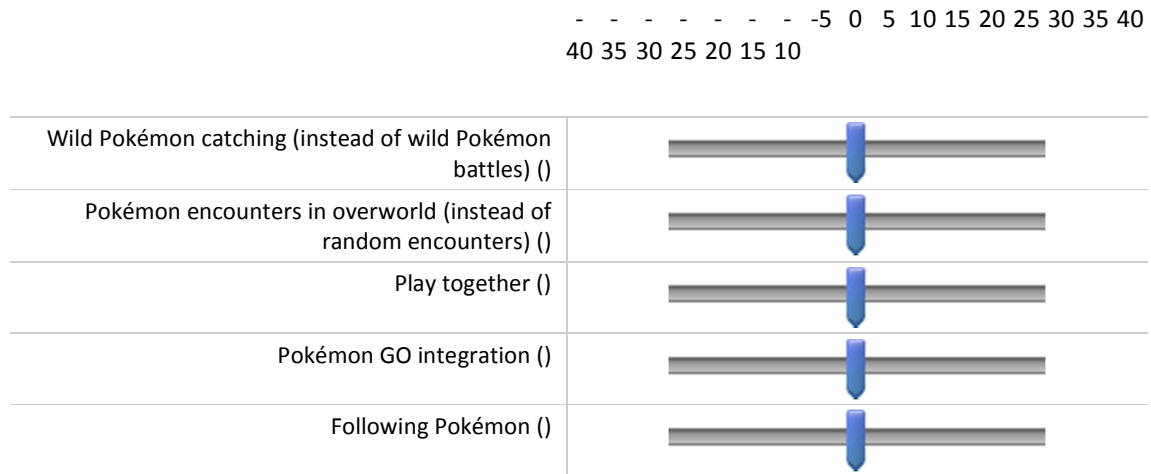 - - - - - - - -5 0 5 10 15 20 25 30 35 40
40 35 30 25 20 15 10
Wild Pokémon catching (instead of wild Pokémon
battles) ()
Pokémon encounters in overworld (instead of
random encounters) ()
Play together ()
Pokémon GO integration ()
Following Pokémon ()